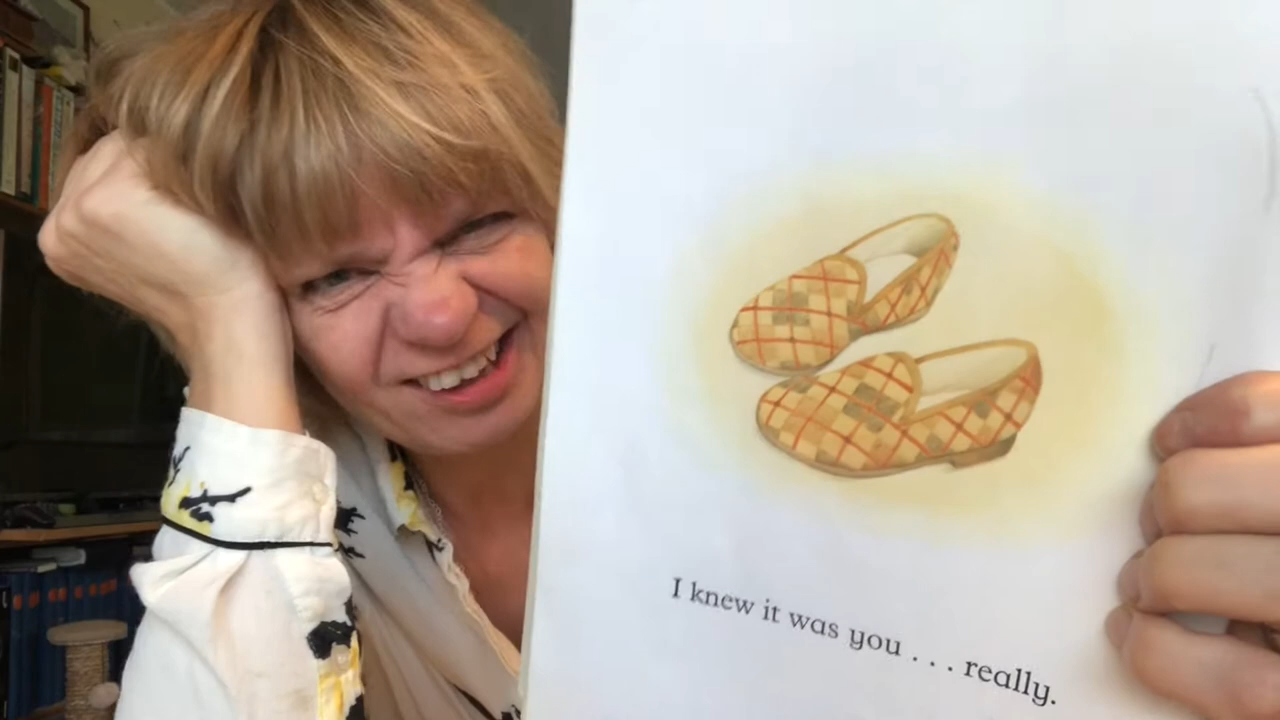 I knew it was you . . . really.